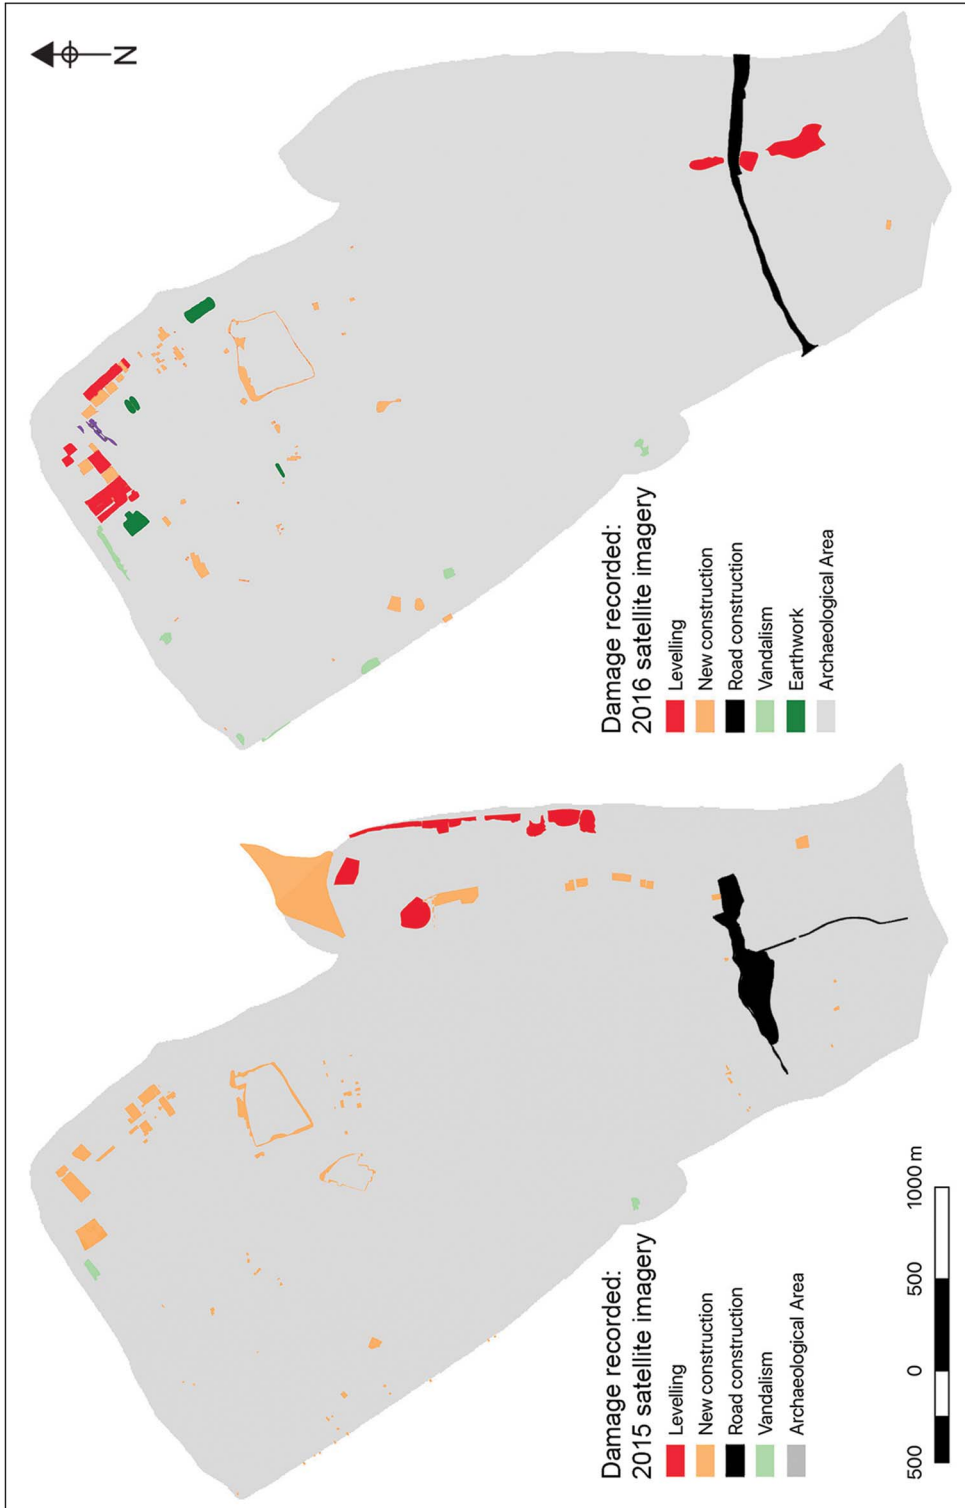 N
Damage recorded:
2015 satellite imagery
Levelling
New construction
Road construction
Vandalism
Archaeological Area
500 0 500 1000 m
Damage recorded:
2016 satellite imagery
Levelling
New construction
Road construction
Vandalism
Earthwork
Archaeological Area